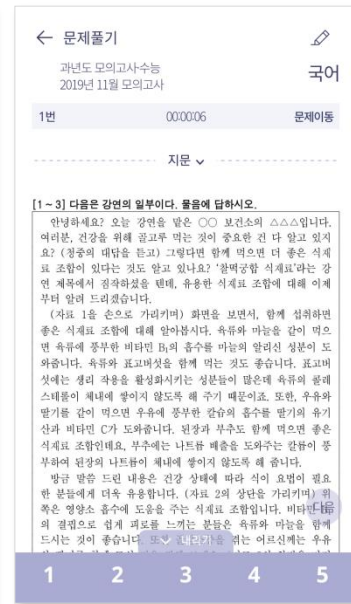 문제풀기
과년도 모의고사·수능
2019년 11월 모의고사
국어
1번 00:00:06 문제이동
지문
[1~3] 다음은 강연의 일부이다. 물음에 답하시오.
안녕하세요? 오늘 강연을 맡은 ○○ 보건소의 △△△입니다.
여러분, 건강을 위해 골고루 먹는 것이 중요한 건 다 알고 있지
요? (청중의 대답을 듣고) 그렇다면 함께 먹으면 더 좋은 식재
료 조합이 있다는 것도 알고 있나요? '찰떡궁합 식재료'라는 강
연 제목에서 짐작하셨을 텐데, 유용한 식재료 조합에 대해 이제
부터 알려 드리겠습니다.
(자료 1을 손으로 가리키며) 화면을 보면서, 함께 섭취하면
좋은 식재료 조합에 대해 알아봅시다. 육류와 마늘을 같이 먹으
면 육류에 풍부한 비타민 B₁의 흡수를 마늘의 알리신 성분이 도
와줍니다. 육류와 표고버섯을 함께 먹는 것도 좋습니다. 표고버
섯에는 생리 작용을 활성화시키는 성분들이 많은데 육류의 콜레
스테롤이 체내에 쌓이지 않도록 해 주기 때문이죠. 또한, 우유와
딸기를 같이 먹으면 우유에 풍부한 칼슘의 흡수를 딸기의 유기
산과 비타민 C가 도와줍니다. 된장과 부추도 함께 먹으면 좋은
식재료 조합인데요, 부추에는 나트륨 배출을 도와주는 칼륨이 풍
부하여 된장의 나트륨이 체내에 쌓이지 않도록 해 줍니다.
방금 말씀 드린 내용은 건강 상태에 따라 식이 요법이 필요
한 분들에게 더욱 유용합니다. (자료 2의 상단을 가리키며) 위
쪽은 영양소 흡수에 도움을 주는 식재료 조합입니다. 비타민
의 결핍으로 쉽게 피로를 느끼는 분들은 육류와 마늘을 함께
드시는 것이 좋습니다. 또 겪는 어르신께는 우유
다음
내리기
1 2 3 4 5